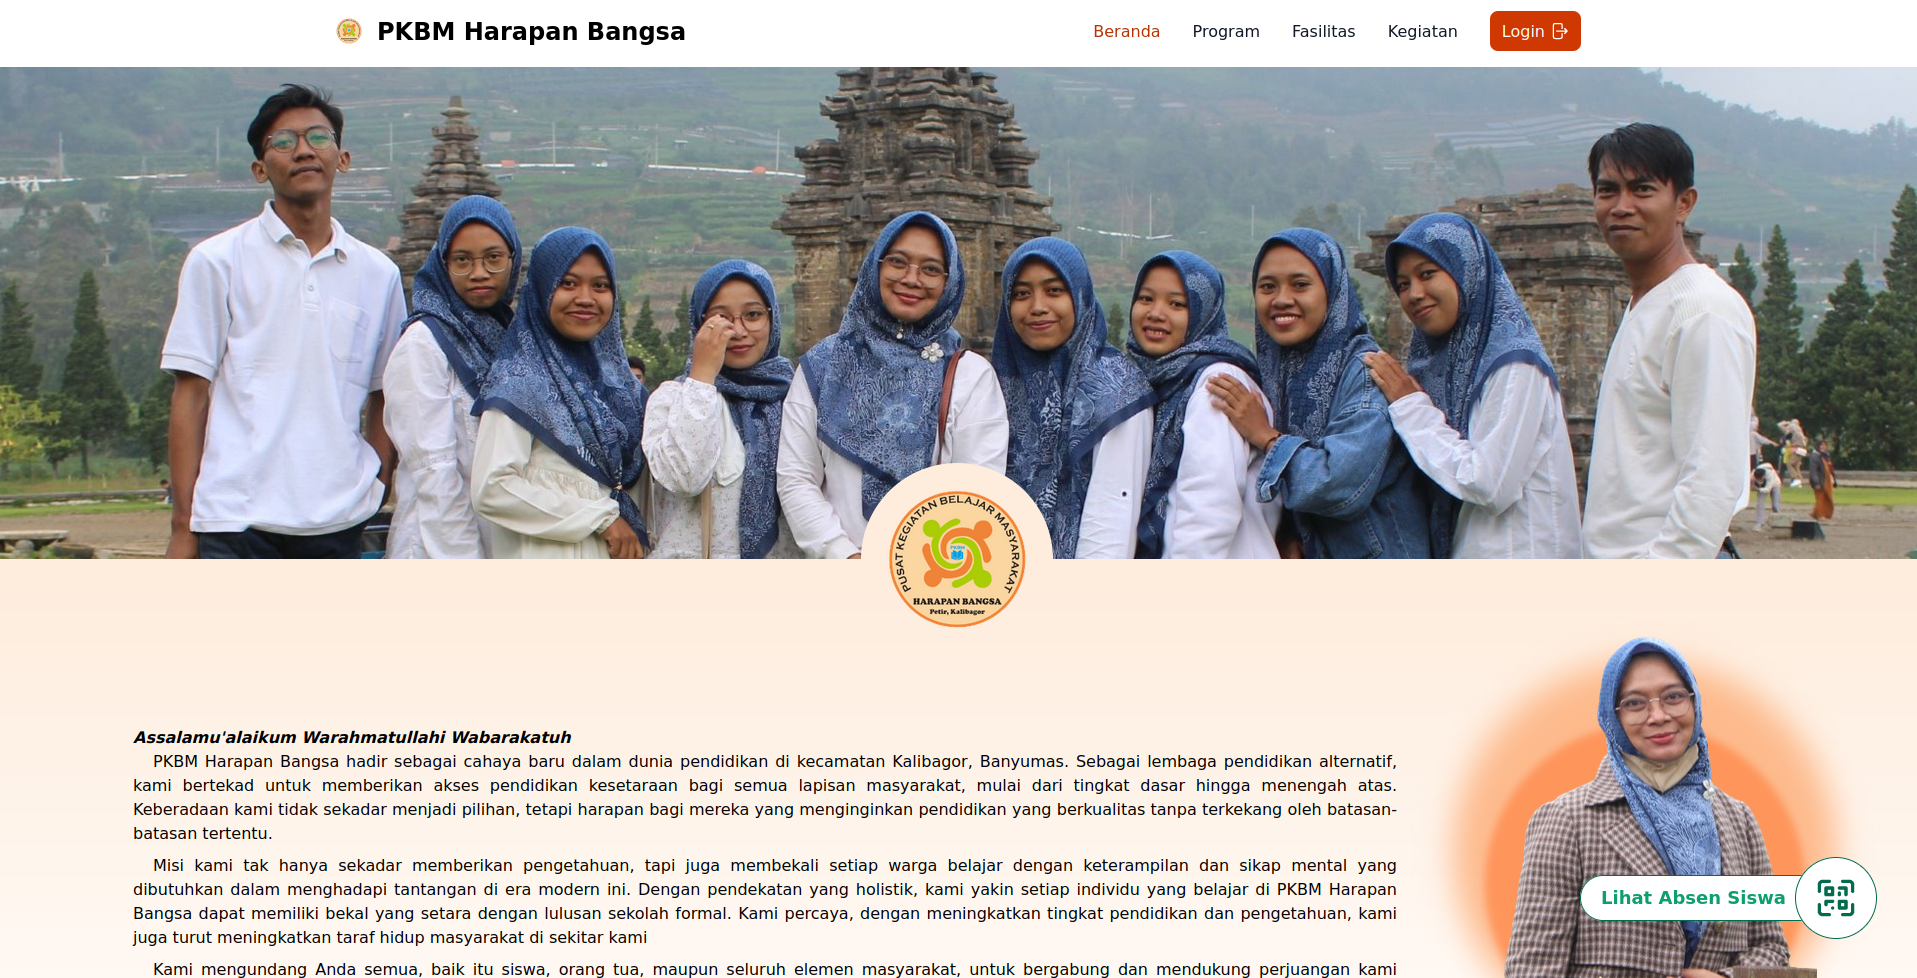 PKBM Harapan Bangsa
Beranda
Program
Fasilitas
Kegiatan
Login
PUSAT KEGIATAN BELAJAR MASYARAKAT
HARAPAN BANGSA
Petir, Kalibagor
Assalamu'alaikum Warahmatullahi Wabarakatuh
PKBM Harapan Bangsa hadir sebagai cahaya baru dalam dunia pendidikan di kecamatan Kalibagor, Banyumas. Sebagai lembaga pendidikan alternatif,
kami bertekad untuk memberikan akses pendidikan kesetaraan bagi semua lapisan masyarakat, mulai dari tingkat dasar hingga menengah atas.
Keberadaan kami tidak sekadar menjadi pilihan, tetapi harapan bagi mereka yang menginginkan pendidikan yang berkualitas tanpa terkekang oleh batasan-
batasan tertentu.
Misi kami tak hanya sekadar memberikan pengetahuan, tapi juga membekali setiap warga belajar dengan keterampilan dan sikap mental yang
dibutuhkan dalam menghadapi tantangan di era modern ini. Dengan pendekatan yang holistik, kami yakin setiap individu yang belajar di PKBM Harapan
Bangsa dapat memiliki bekal yang setara dengan lulusan sekolah formal. Kami percaya, dengan meningkatkan tingkat pendidikan dan pengetahuan, kami
juga turut meningkatkan taraf hidup masyarakat di sekitar kami
Kami mengundang Anda semua, baik itu siswa, orang tua, maupun seluruh elemen masyarakat, untuk bergabung dan mendukung perjuangan kami
Lihat Absen Siswa